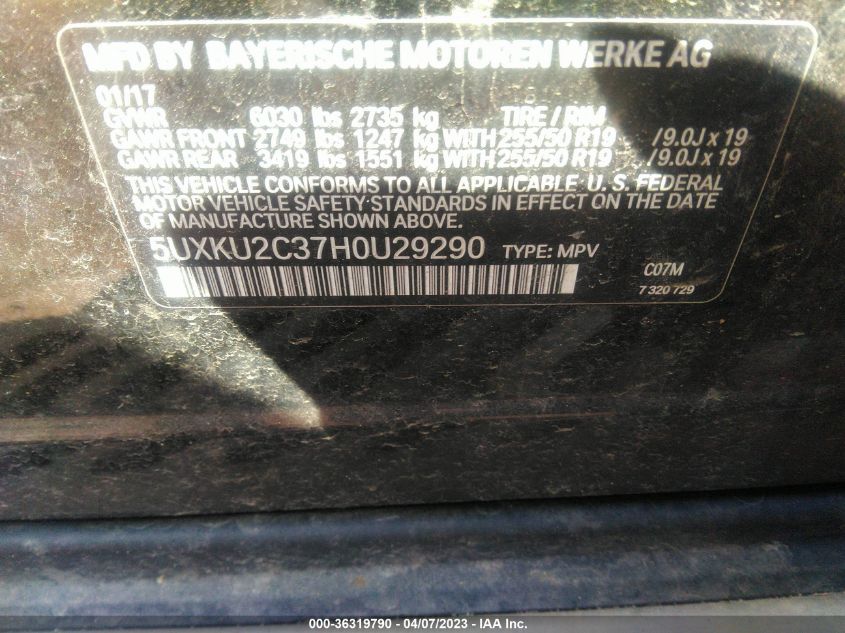 MFD BY BAYERISCHE MOTOREN WERKE AG
01/17
GVWR 6030 lbs 2735 kg TIRE / RIM
GAWR FRONT 2749 lbs 1247 kg WITH 255/50 R19 /9.0J x 19
GAWR REAR 3419 lbs 1551 kg WITH 255/50 R19 /9.0J x 19
THIS VEHICLE CONFORMS TO ALL APPLICABLE U. S. FEDERAL
MOTOR VEHICLE SAFETY-STANDARDS IN EFFECT ON THE DATE
OF MANUFACTURE SHOWN ABOVE.
5UXKU2C37H0U29290 TYPE: MPV
C07M
7 320 729
000-36319790 - 04/07/2023 - IAA Inc.